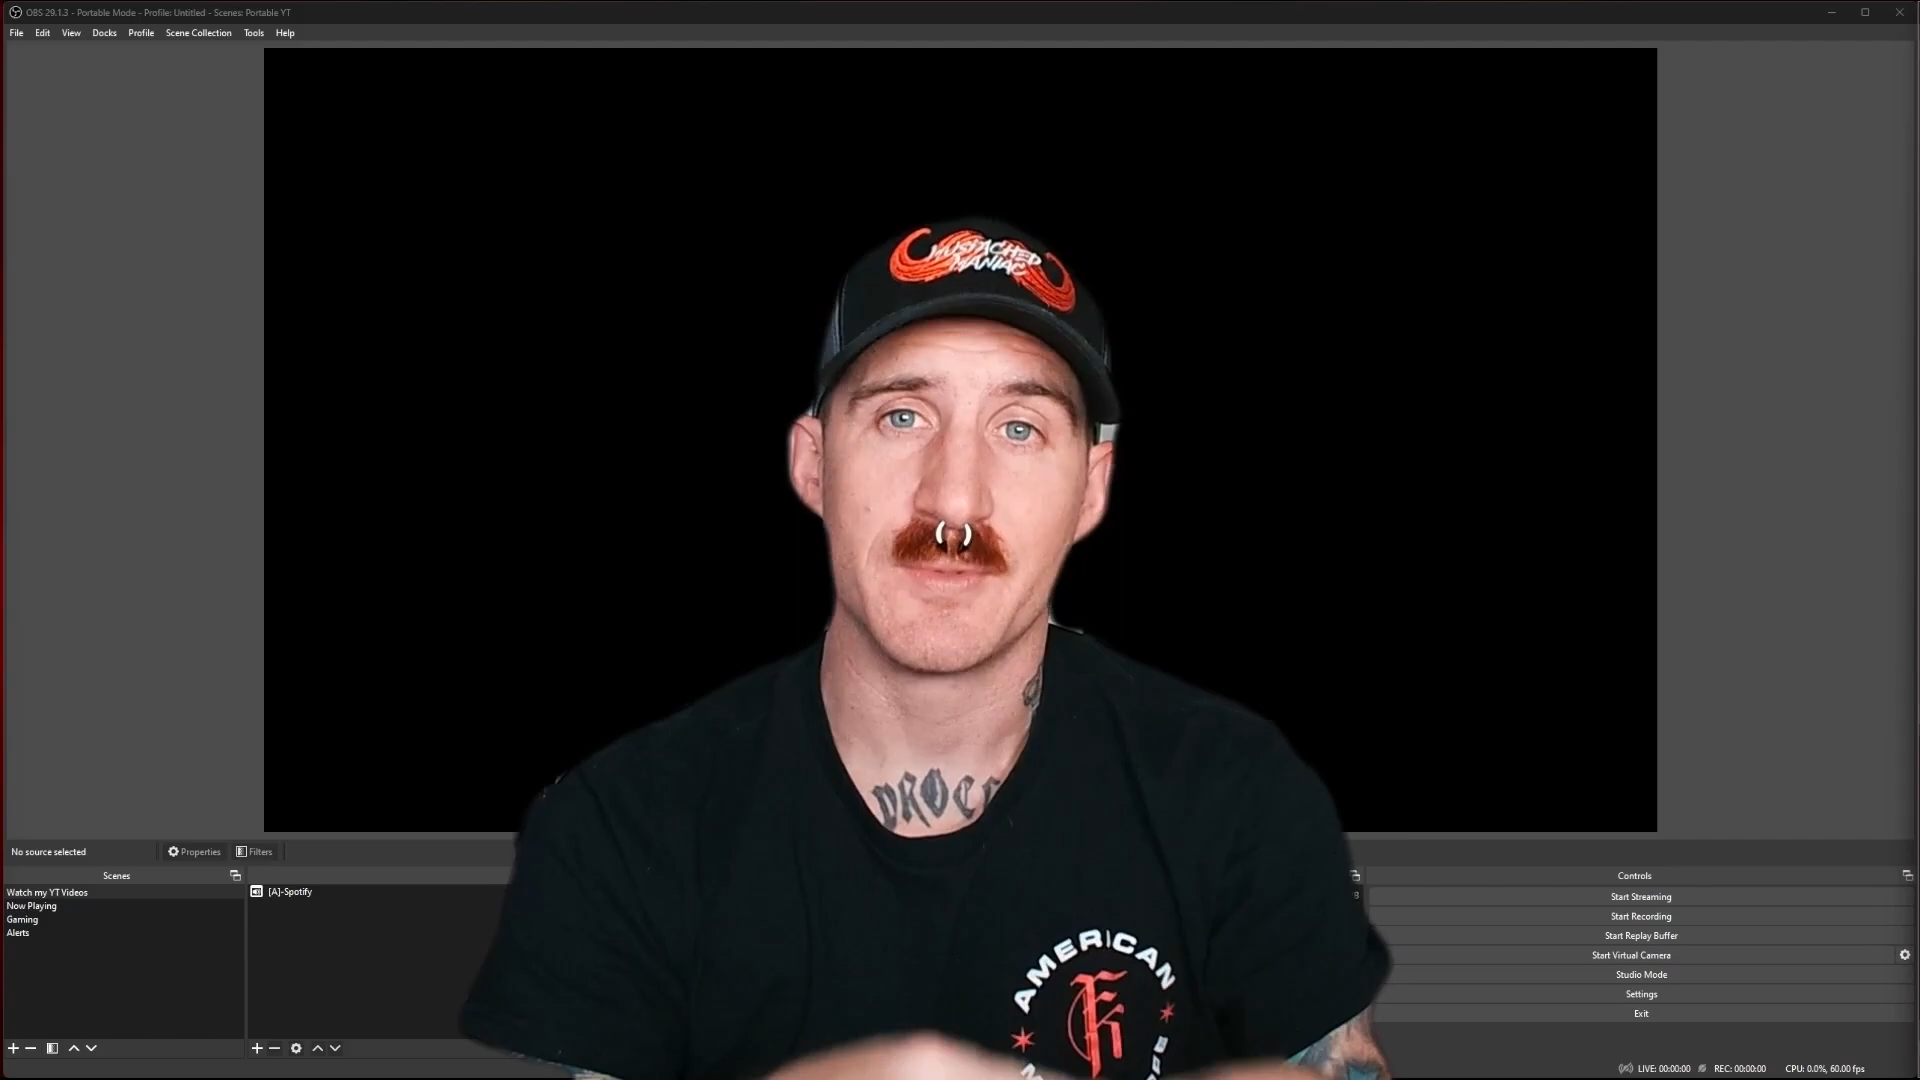 OBS 29.1.3 - Portable Mode - Profile: Untitled - Scenes: Portable YT
File Edit View Docks Profile Scene Collection Tools Help
MUSTACHED
MANIAC
No source selected
Properties
Filters
Scenes
Watch my YT Videos
Now Playing
Gaming
Alerts
[A]-Spotify
AMERICAN
Controls
Start Streaming
Start Recording
Start Replay Buffer
Start Virtual Camera
Studio Mode
Settings
Exit
LIVE: 00:00:00
REC: 00:00:00
CPU: 0.0%, 60.00 fps